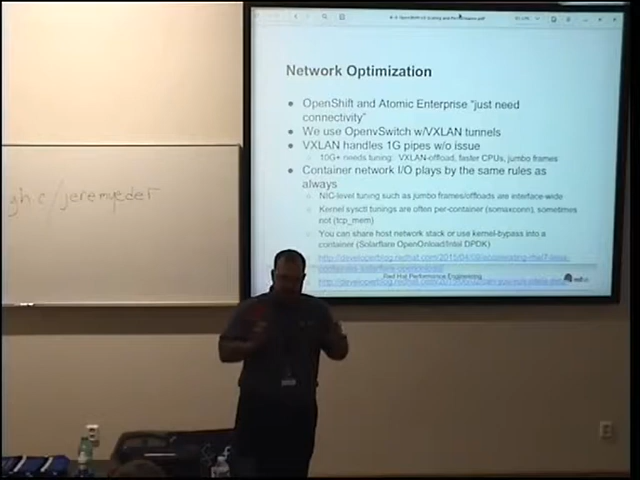 Network Optimization
● OpenShift and Atomic Enterprise "just need
connectivity"
● We use OpenvSwitch w/VXLAN tunnels
● VXLAN handles 1G pipes w/o issue
○ 10G+ needs tuning: VXLAN-offload, faster CPUs, jumbo frames
● Container network I/O plays by the same rules as
always
○ NIC-level tuning such as jumbo frames/offloads are interface-wide
○ Kernel sysctl tunings are often per-container (somaxconn), sometimes
not (tcp_mem)
○ You can share host network stack or use kernel-bypass into a
container (Solarflare OpenOnload/Intel DPDK)
Red Hat Performance Engineering
gh c/jeremyeder